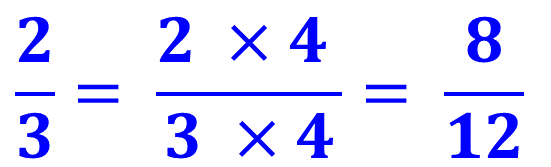 2/3 = (2 × 4)/(3 × 4) = 8/12